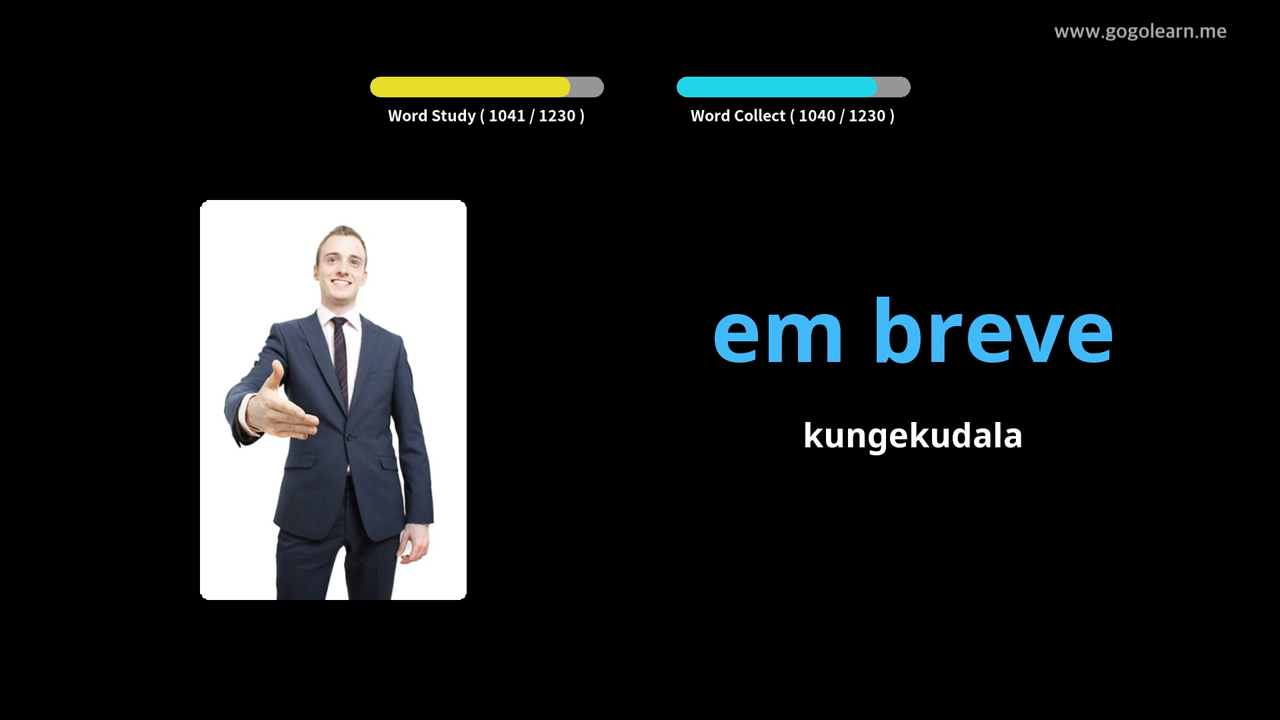 www.gogolearn.me
Word Study ( 1041 / 1230 )
Word Collect ( 1040 / 1230 )
em breve
kungekudala